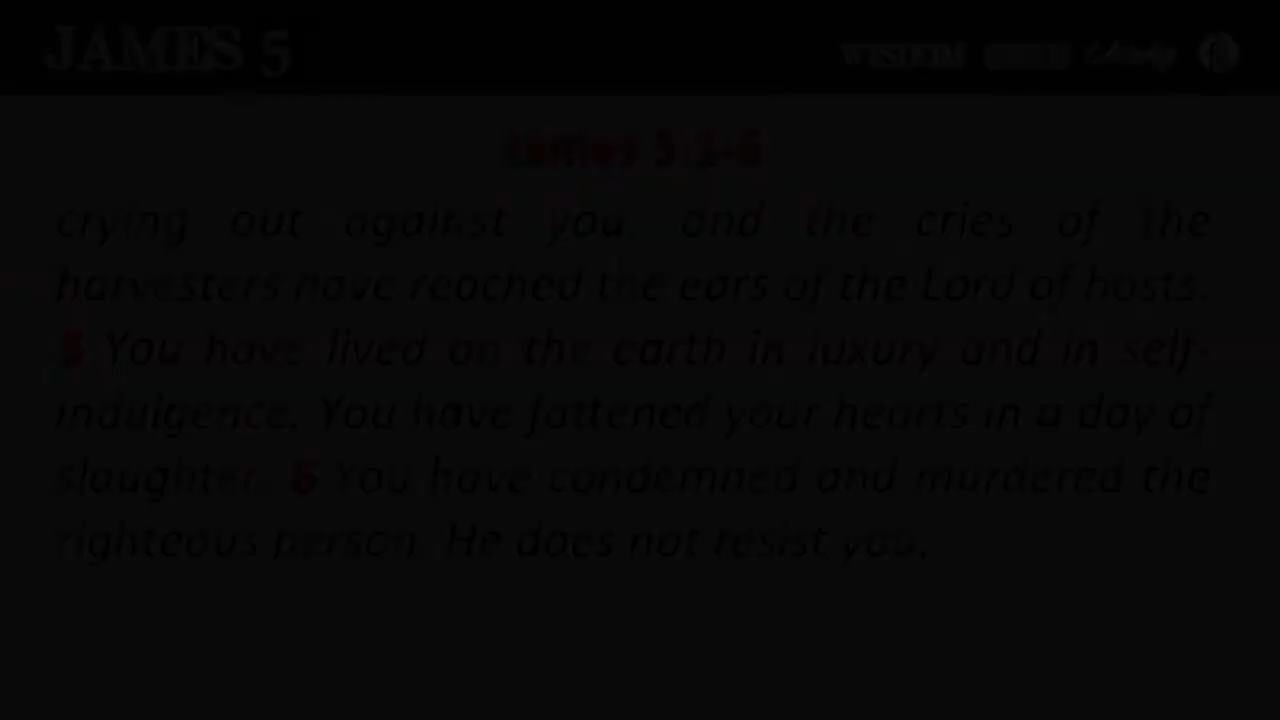 JAMES 5
WISDOM
James 5:1-6
crying out against you, and the cries of the
harvesters have reached the ears of the Lord of hosts.
5 You have lived on the earth in luxury and in self-
indulgence. You have fattened your hearts in a day of
slaughter. 6 You have condemned and murdered the
righteous person. He does not resist you.